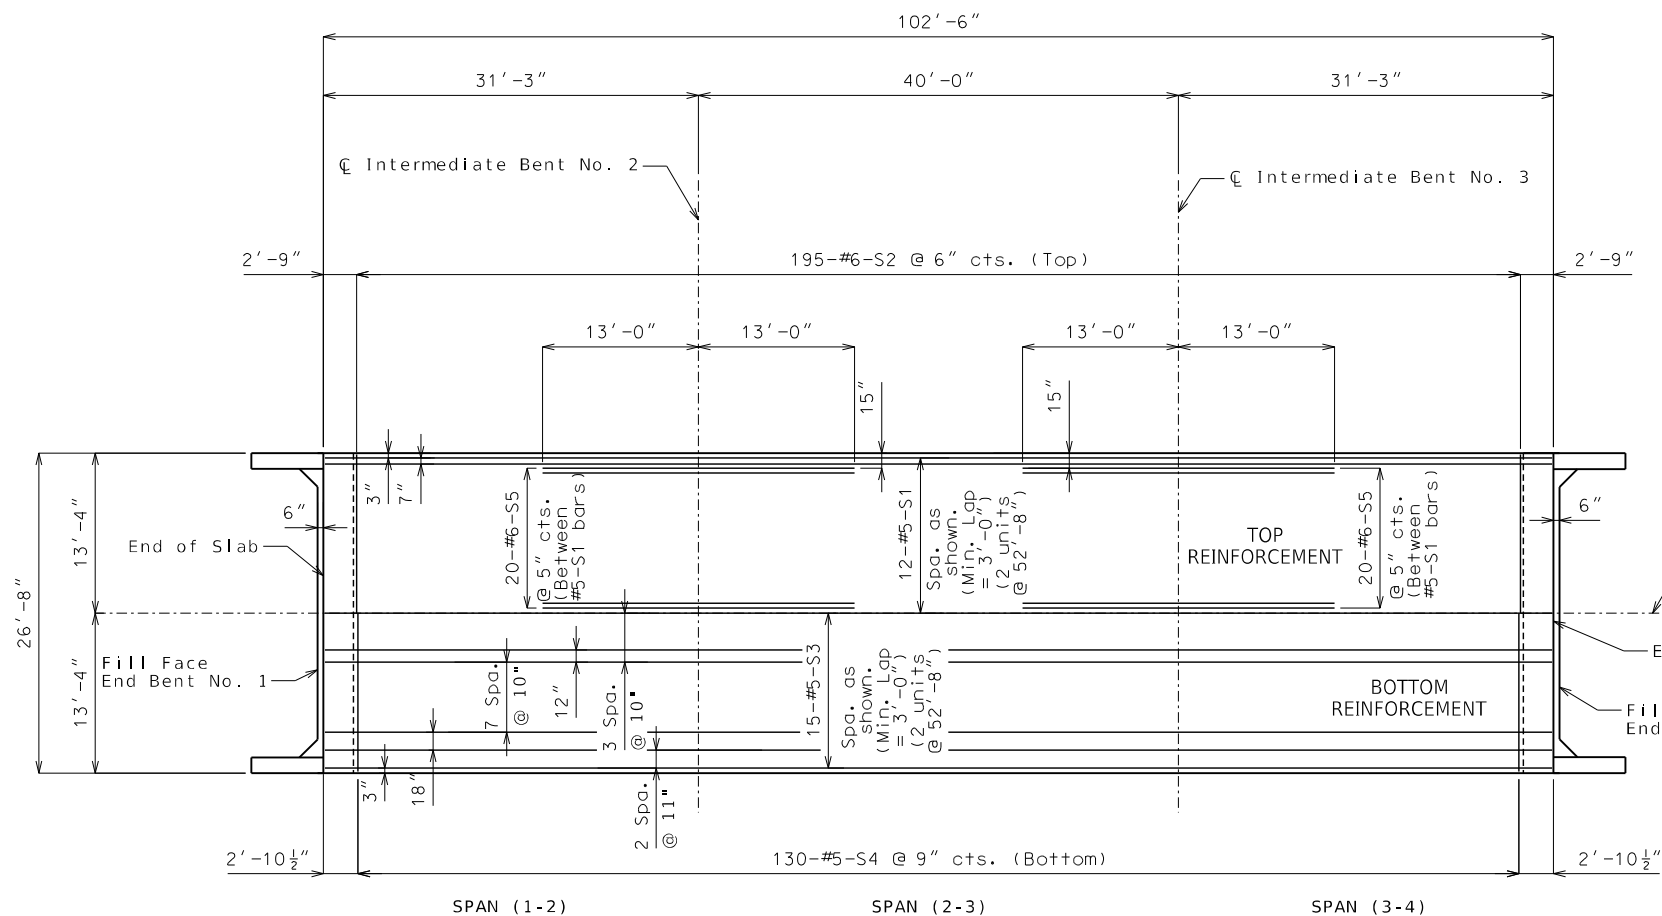 102'-6"
31'-3"
40'-0"
31'-3"
℄ Intermediate Bent No. 2
℄ Intermediate Bent No. 3
2'-9"
195-#6-S2 @ 6" cts. (Top)
2'-9"
13'-0"
13'-0"
13'-0"
13'-0"
15"
15"
3"
7"
6"
6"
13'-4"
26'-8"
13'-4"
End of Slab
20-#6-S5
@ 5" cts.
(Between
#5-S1 bars)
12-#5-S1
Spa. as
shown.
(Min. Lap
= 3'-0")
(2 units
@ 52'-8")
TOP
REINFORCEMENT
20-#6-S5
@ 5" cts.
(Between
#5-S1 bars)
Fill Face
End Bent No. 1
7 Spa.
@ 10"
12"
3 Spa.
@ 10"
15-#5-S3
Spa. as
shown.
(Min. Lap
= 3'-0")
(2 units
@ 52'-8")
BOTTOM
REINFORCEMENT
E
Fil
End
3"
18"
2 Spa.
@ 11"
2'-10½"
130-#5-S4 @ 9" cts. (Bottom)
2'-10½"
SPAN (1-2)
SPAN (2-3)
SPAN (3-4)